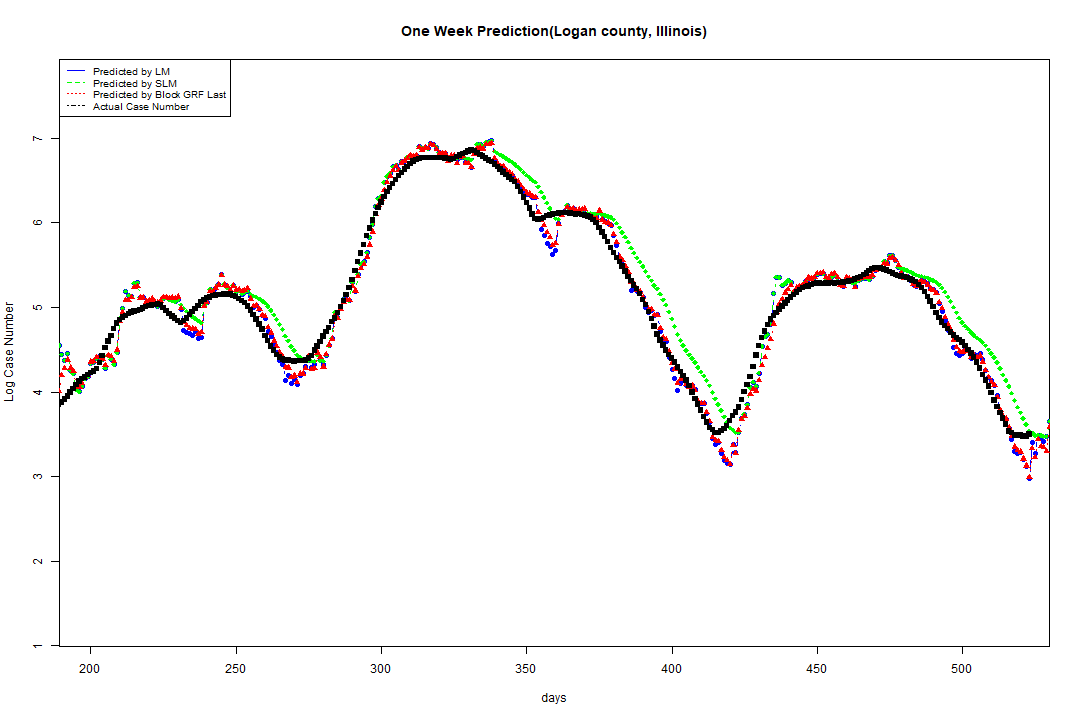 One Week Prediction(Logan county, Illinois)
Predicted by LM
Predicted by SLM
Predicted by Block GRF Last
Actual Case Number
7
6
5
4
3
2
1
Log Case Number
200 250 300 350 400 450 500
days